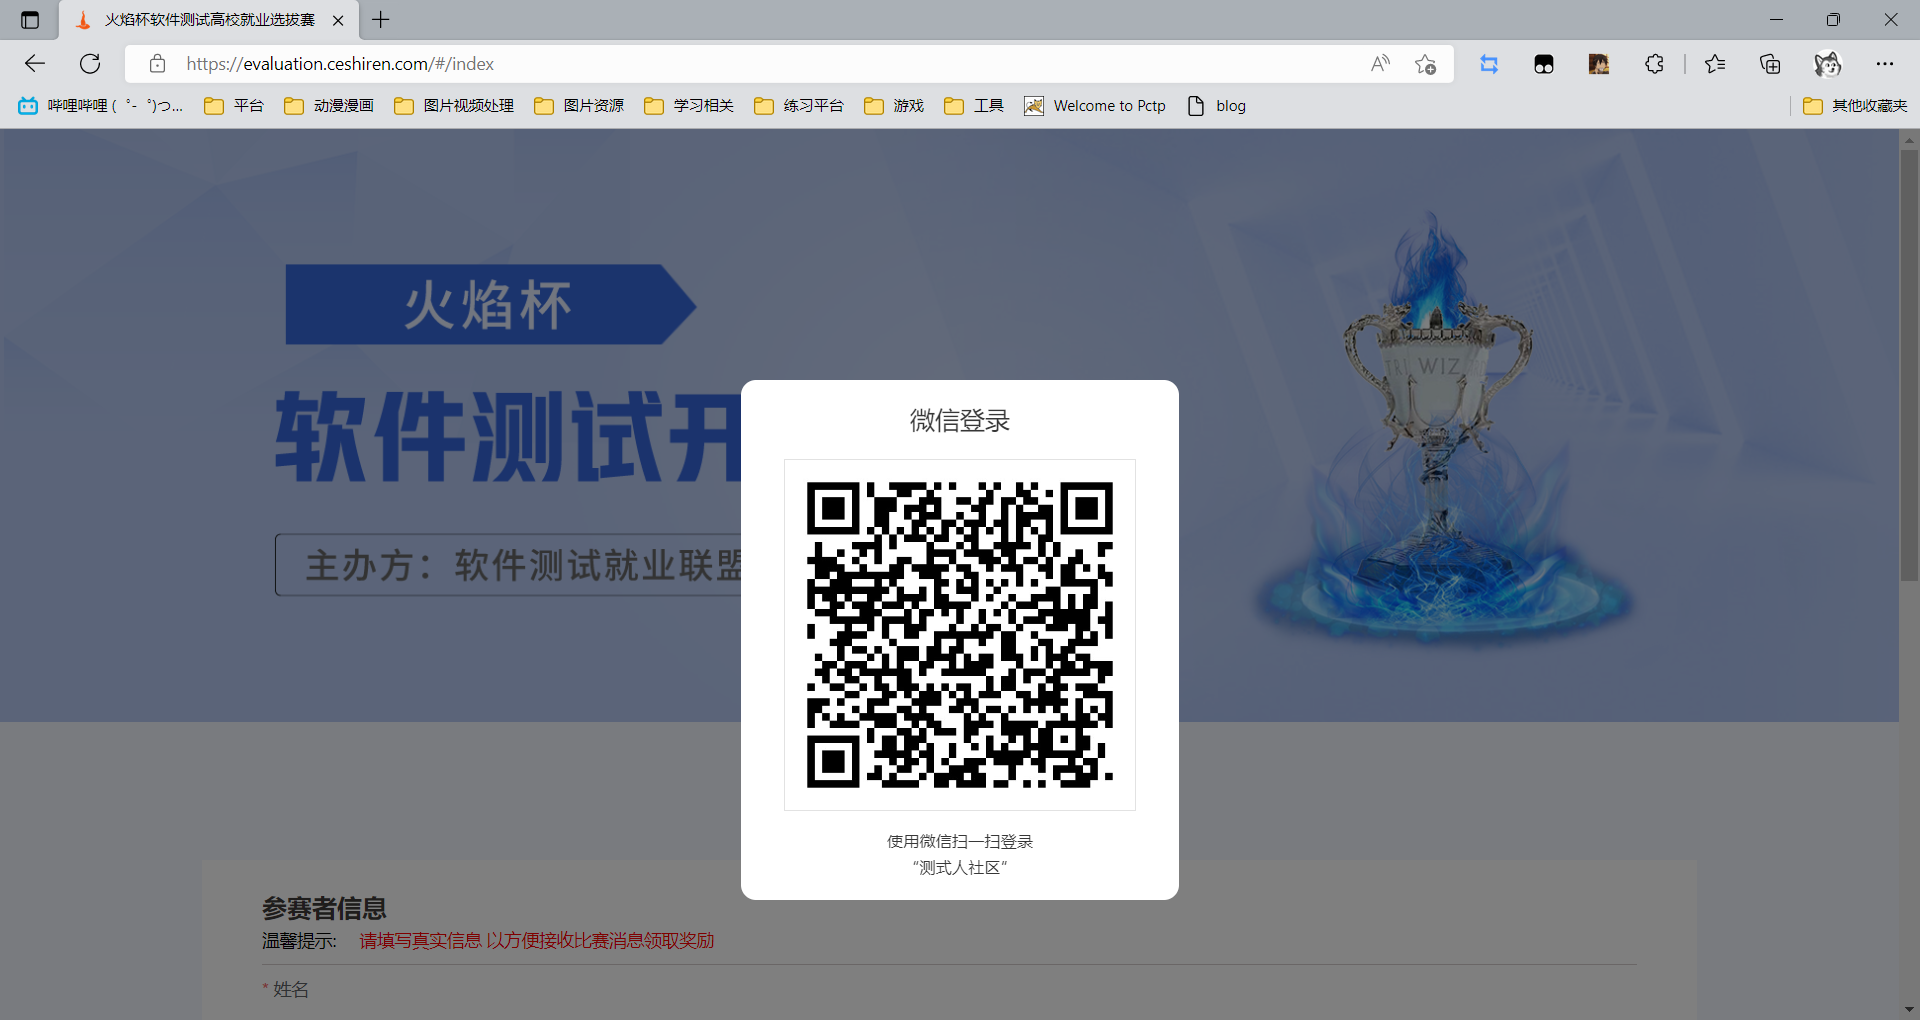 火焰杯软件测试高校就业选拔赛
https://evaluation.ceshiren.com/#/index
哔哩哔哩 (゜-゜)つ... 平台 动漫漫画 图片视频处理 图片资源 学习相关 练习平台 游戏 工具 Welcome to Pctp blog 其他收藏夹
火焰杯
软件测试开
主办方：软件测试就业联盟
TRI WIZ
微信登录
使用微信扫一扫登录
“测式人社区”
参赛者信息
温馨提示: 请填写真实信息 以方便接收比赛消息领取奖励
* 姓名